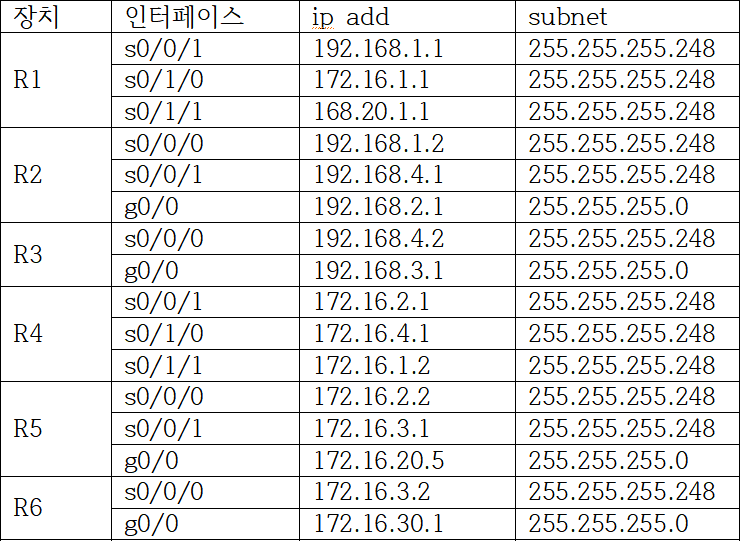 장치 인터페이스 ip add subnet
R1 s0/0/1 192.168.1.1 255.255.255.248
s0/1/0 172.16.1.1 255.255.255.248
s0/1/1 168.20.1.1 255.255.255.248
R2 s0/0/0 192.168.1.2 255.255.255.248
s0/0/1 192.168.4.1 255.255.255.248
g0/0 192.168.2.1 255.255.255.0
R3 s0/0/0 192.168.4.2 255.255.255.248
g0/0 192.168.3.1 255.255.255.0
R4 s0/0/1 172.16.2.1 255.255.255.248
s0/1/0 172.16.4.1 255.255.255.248
s0/1/1 172.16.1.2 255.255.255.248
R5 s0/0/0 172.16.2.2 255.255.255.248
s0/0/1 172.16.3.1 255.255.255.248
g0/0 172.16.20.5 255.255.255.0
R6 s0/0/0 172.16.3.2 255.255.255.248
g0/0 172.16.30.1 255.255.255.0